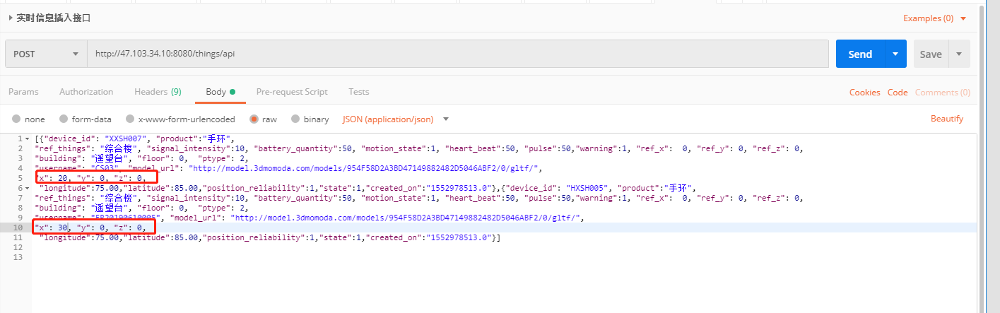 实时信息插入接口
Examples (0)
POST
http://47.103.34.10:8080/things/api
Send
Save
Params
Authorization
Headers (9)
Body
Pre-request Script
Tests
Cookies
Code
Comments (0)
none
form-data
x-www-form-urlencoded
raw
binary
JSON (application/json)
Beautify
1 [{"device_id": "XXSH007", "product":"手环",
2 "ref_things": "综合楼", "signal_intensity":10, "battery_quantity":50, "motion_state":1, "heart_beat":50, "pulse":50,"warning":1, "ref_x": 0, "ref_y": 0, "ref_z": 0,
3 "building": "遥望台", "floor": 0, "ptype": 2,
4 "username": "CS03", "model_url": "http://model.3dmomoda.com/models/954F58D2A3BD47149882482D5046ABF2/0/gltf/",
5 "x": 20, "y": 0, "z": 0,
6 "longitude":75.00,"latitude":85.00,"position_reliability":1,"state":1,"created_on":"1552978513.0"},{"device_id": "HXSH005", "product":"手环",
7 "ref_things": "综合楼", "signal_intensity":10, "battery_quantity":50, "motion_state":1, "heart_beat":50, "pulse":50,"warning":1, "ref_x": 0, "ref_y": 0, "ref_z": 0,
8 "building": "遥望台", "floor": 0, "ptype": 2,
9 "username": "FR20190610005", "model_url": "http://model.3dmomoda.com/models/954F58D2A3BD47149882482D5046ABF2/0/gltf/",
10 "x": 30, "y": 0, "z": 0,
11 "longitude":75.00,"latitude":85.00,"position_reliability":1,"state":1,"created_on":"1552978513.0"}]
12
13